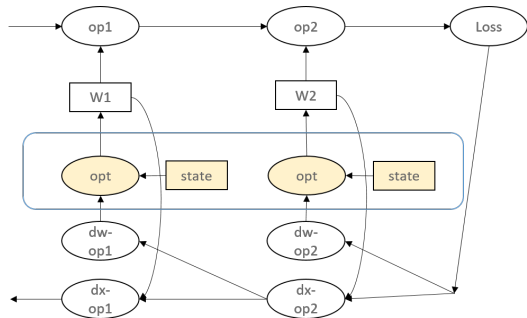 op1
op2
Loss
W1
W2
opt
state
opt
state
dw-
op1
dw-
op2
dx-
op1
dx-
op2